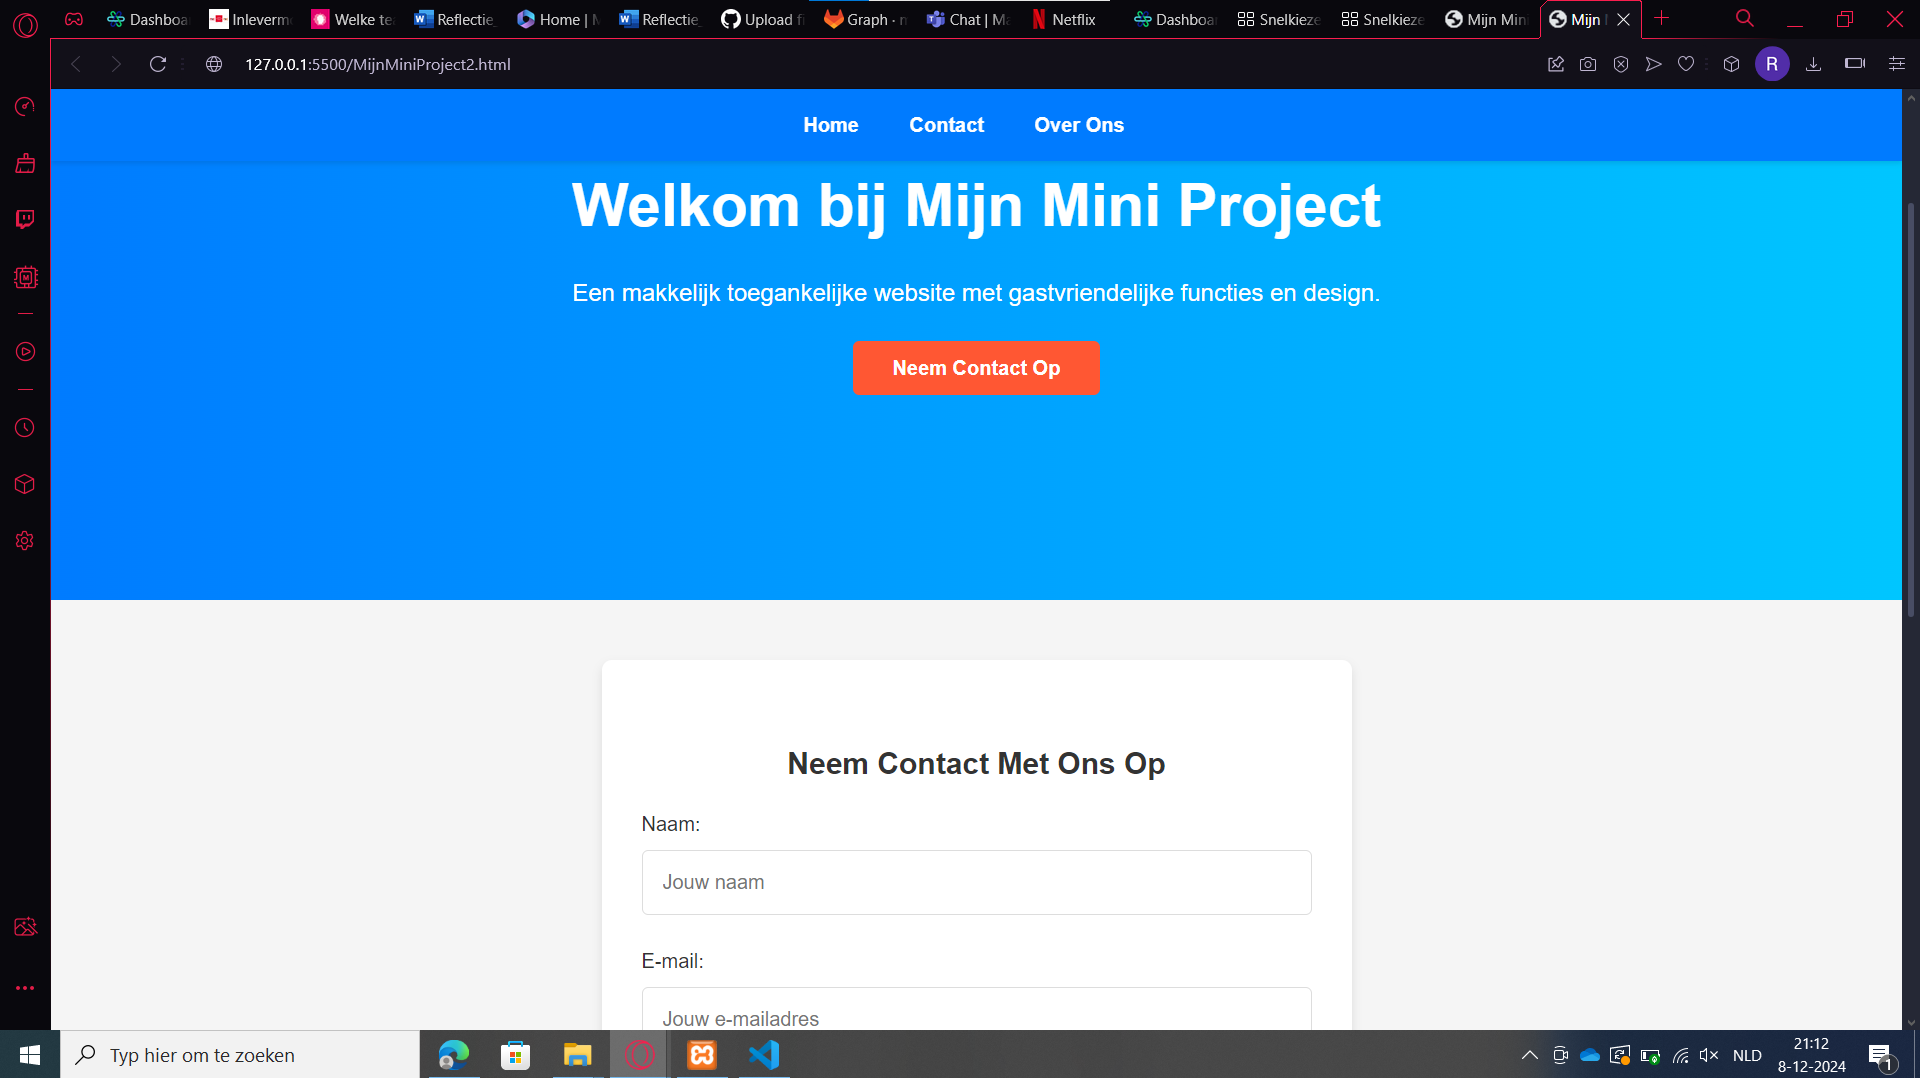 Dashboa
Inleverm
Welke te
Reflectie_
Home | M
Reflectie_
Upload fi
Graph · m
Chat | Ma
Netflix
Dashboar
Snelkieze
Snelkieze
Mijn Mini
Mijn
127.0.0.1:5500/MijnMiniProject2.html
R
Home Contact Over Ons
Welkom bij Mijn Mini Project
Een makkelijk toegankelijke website met gastvriendelijke functies en design.
Neem Contact Op
Neem Contact Met Ons Op
Naam:
Jouw naam
E-mail:
Jouw e-mailadres
Typ hier om te zoeken
NLD
21:12
8-12-2024
1